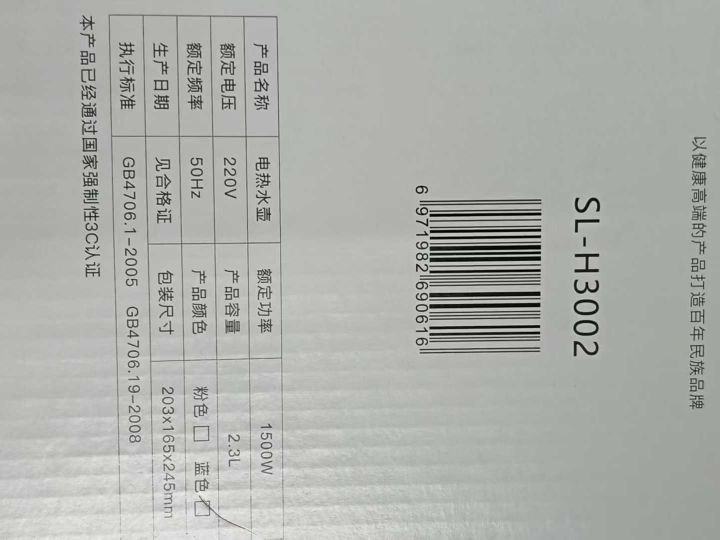 以健康高端的产品打造百年民族品牌
SL-H3002
6 971982 690616
产品名称 电热水壶 额定功率 1500W
额定电压 220V 产品容量 2.3L
额定频率 50Hz 产品颜色 粉色□ 蓝色□
生产日期 见合格证 包装尺寸 203x165x245mm
执行标准 GB4706.1-2005 GB4706.19-2008
本产品已经通过国家强制性3C认证